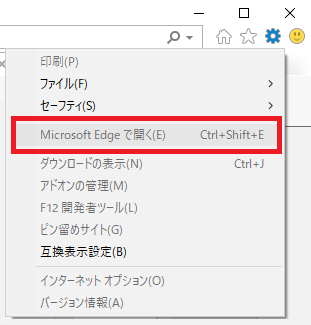 印刷(P)
ファイル(F)
セーフティ(S)
Microsoft Edge で開く(E) Ctrl+Shift+E
ダウンロードの表示(N) Ctrl+J
アドオンの管理(M)
F12 開発者ツール(L)
ピン留めサイト(G)
互換表示設定(B)
インターネット オプション(O)
バージョン情報(A)